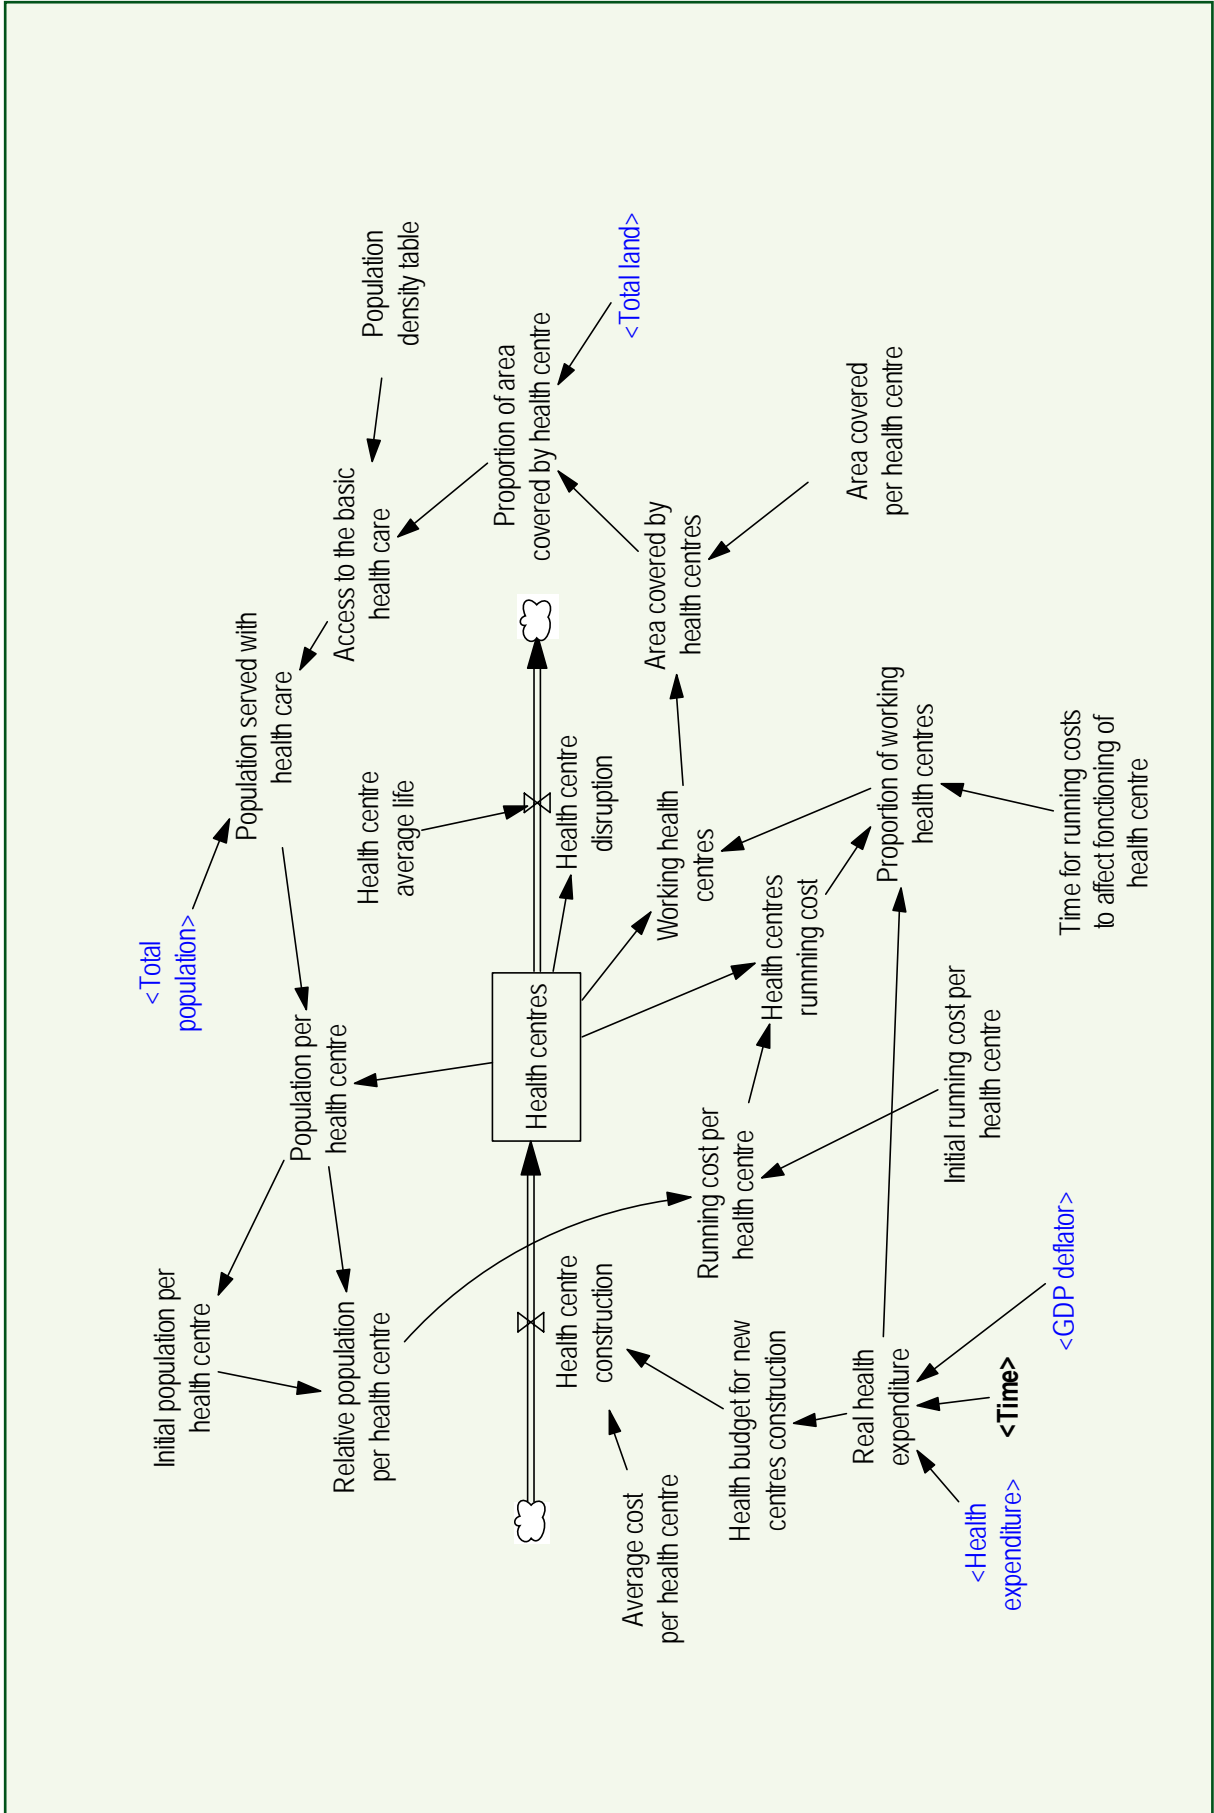 <Total
population>
Population served with
health care
Population
density table
Access to the basic
health care
Initial population per
health centre
Population per
health centre
Relative population
per health centre
Health centre
average life
Proportion of area
covered by health centre
<Total land>
Health centres
Health centre
construction
Health centre
disruption
Average cost
per health centre
Working health
centres
Area covered by
health centres
Area covered
per health centre
Running cost per
health centre
Health centres
runnning cost
Health budget for new
centres construction
Proportion of working
health centres
Real health
expenditure
Initial running cost per
health centre
<Health
expenditure>
<Time>
<GDP deflator>
Time for running costs
to affect fonctioning of
health centre